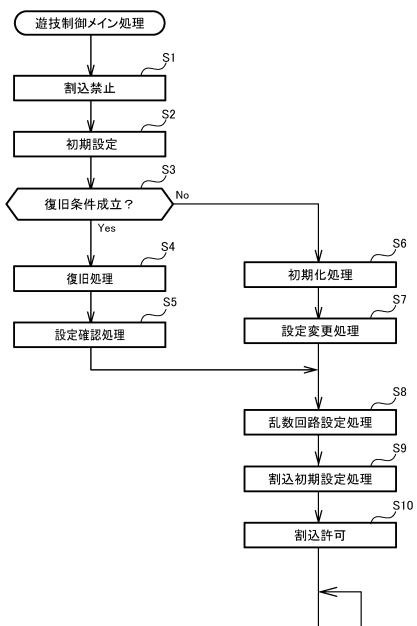 遊技制御メイン処理
S1
割込禁止
S2
初期設定
S3
復旧条件成立？
No
Yes
S4
復旧処理
S5
設定確認処理
S6
初期化処理
S7
設定変更処理
S8
乱数回路設定処理
S9
割込初期設定処理
S10
割込許可